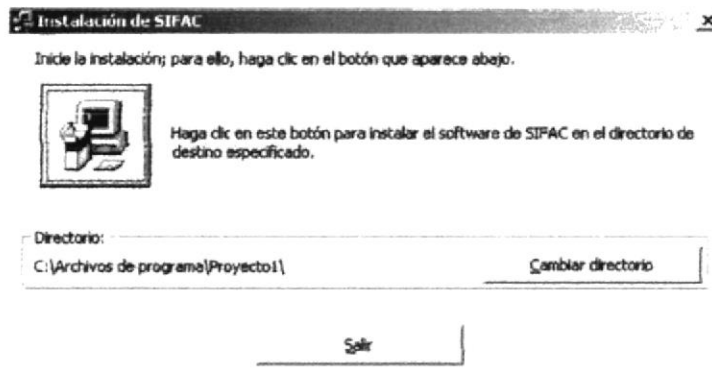 Instalación de SIFAC
Inicie la instalación; para ello, haga clic en el botón que aparece abajo.
Haga clic en este botón para instalar el software de SIFAC en el directorio de
destino especificado.
Directorio:
C:\Archivos de programa\Proyecto1\
Cambiar directorio
Salir